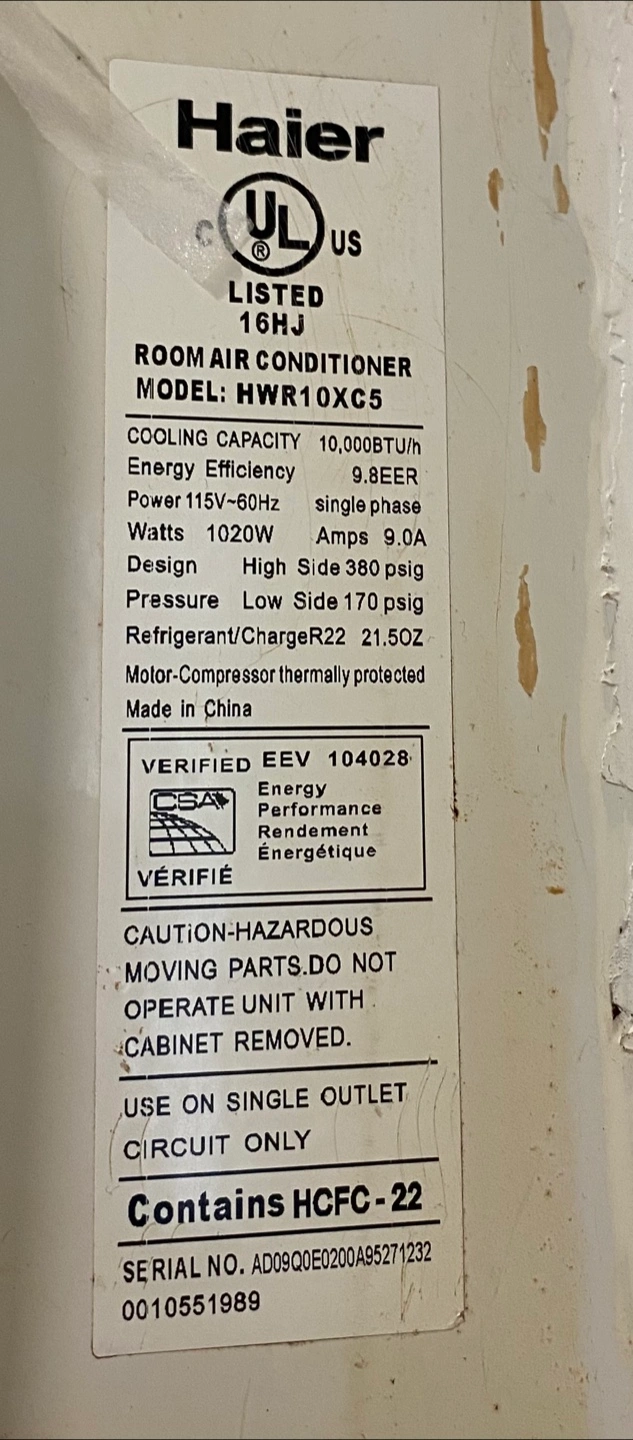 Haier
C UL US
®
LISTED
16HJ
ROOM AIR CONDITIONER
MODEL: HWR10XC5
COOLING CAPACITY 10,000BTU/h
Energy Efficiency 9.8EER
Power 115V~60Hz single phase
Watts 1020W Amps 9.0A
Design High Side 380 psig
Pressure Low Side 170 psig
Refrigerant/ChargeR22 21.5OZ
Motor-Compressor thermally protected
Made in China
VERIFIED EEV 104028
CSA
Energy
Performance
Rendement
Énergétique
VÉRIFIÉ
CAUTiON-HAZARDOUS
MOVING PARTS.DO NOT
OPERATE UNIT WITH
CABINET REMOVED.
USE ON SINGLE OUTLET
CIRCUIT ONLY
Contains HCFC-22
SERIAL NO. AD09Q0E0200A95271232
0010551989